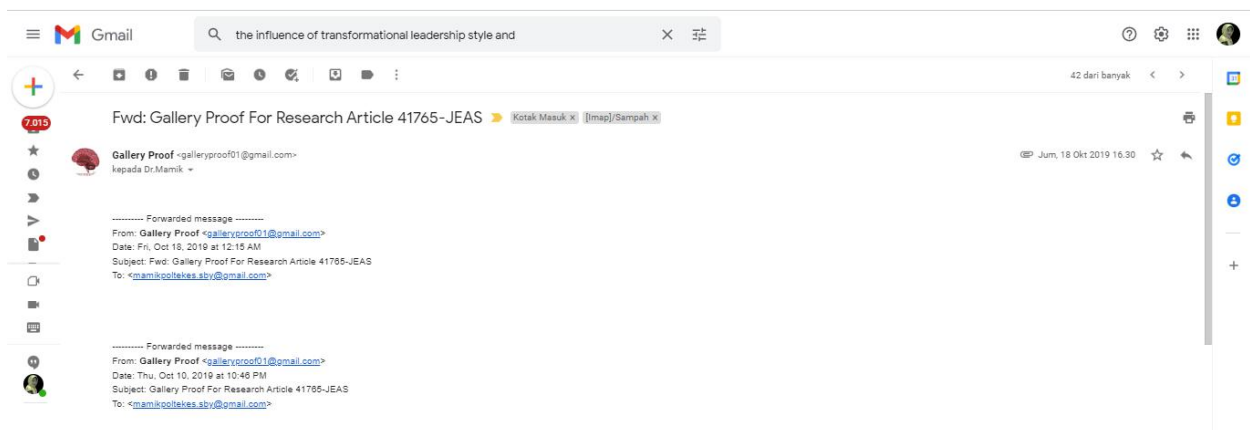 Gmail
the influence of transformational leadership style and
42 dari banyak
7.015
Fwd: Gallery Proof For Research Article 41765-JEAS Kotak Masuk x [Imap]/Sampah x
Gallery Proof <galleryproof01@gmail.com>
Jum, 18 Okt 2019 16.30
kepada Dr.Mamik
---------- Forwarded message ---------
From: Gallery Proof <galleryproof01@gmail.com>
Date: Fri, Oct 18, 2019 at 12:15 AM
Subject: Fwd: Gallery Proof For Research Article 41765-JEAS
To: <mamikpoltekes.sby@gmail.com>
---------- Forwarded message ---------
From: Gallery Proof <galleryproof01@gmail.com>
Date: Thu, Oct 10, 2019 at 10:46 PM
Subject: Gallery Proof For Research Article 41765-JEAS
To: <mamikpoltekes.sby@gmail.com>